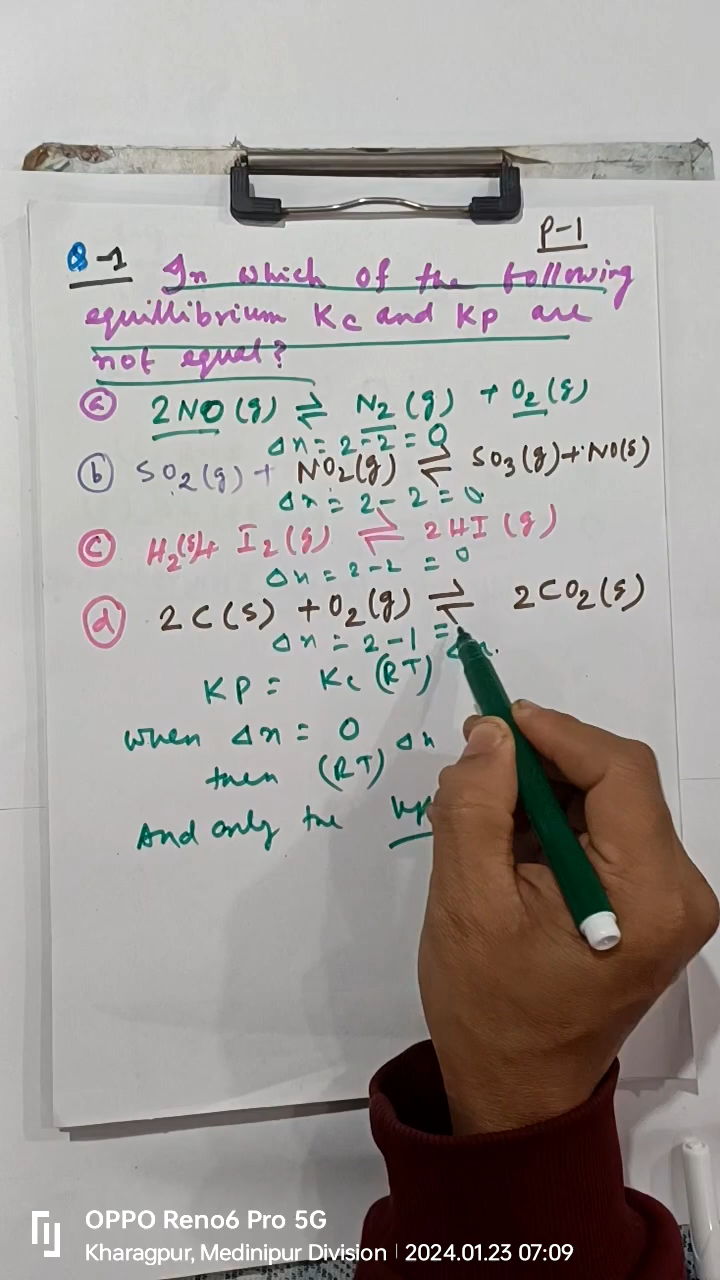 P-1
Q-1 In which of the following
equillibrium Kc and Kp are
not equal?
(a) 2NO(g) ⇌ N2(g) + O2(g)
Δn = 2-2 = 0
(b) SO2(g) + NO2(g) ⇌ SO3(g) + NO(g)
Δn = 2-2 = 0
(c) H2(g) + I2(g) ⇌ 2HI(g)
Δn = 2-2 = 0
(d) 2C(s) + O2(g) ⇌ 2CO2(g)
Δn = 2-1 =
KP = Kc (RT)^Δn.
when Δn = 0
then (RT)^Δn
And only the
OPPO Reno6 Pro 5G
Kharagpur, Medinipur Division | 2024.01.23 07:09